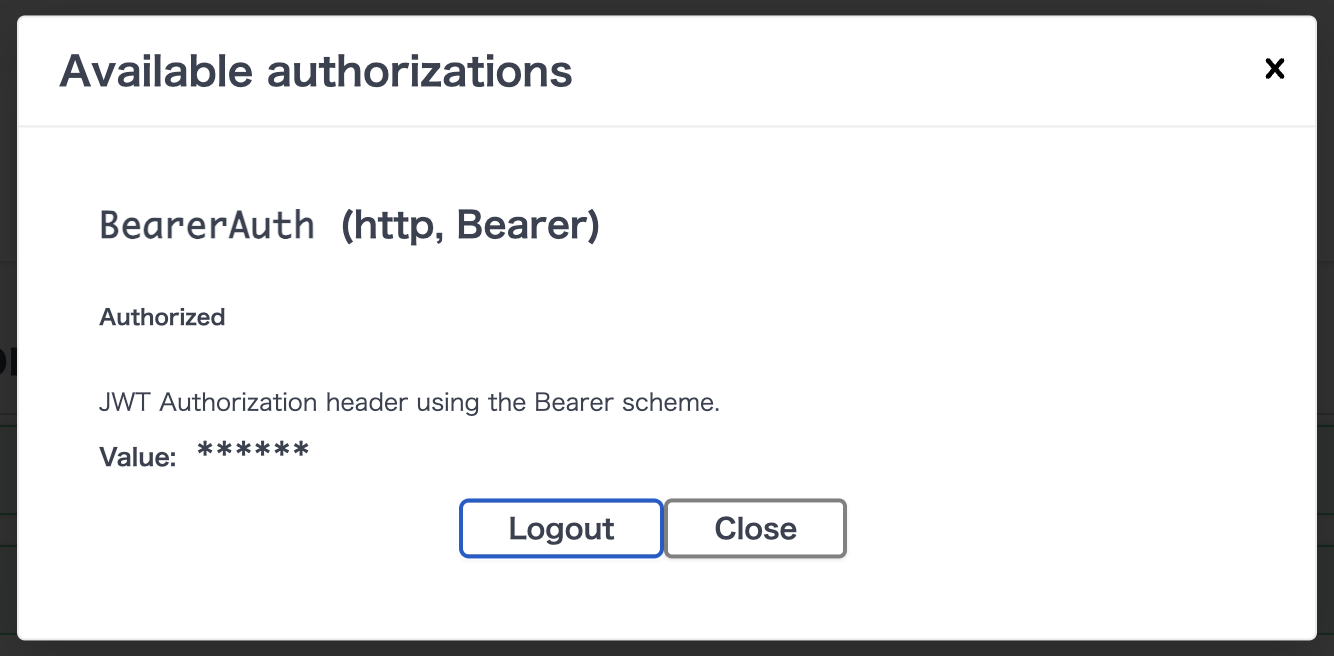 Available authorizations
BearerAuth (http, Bearer)
Authorized
JWT Authorization header using the Bearer scheme.
Value: ******
Logout Close